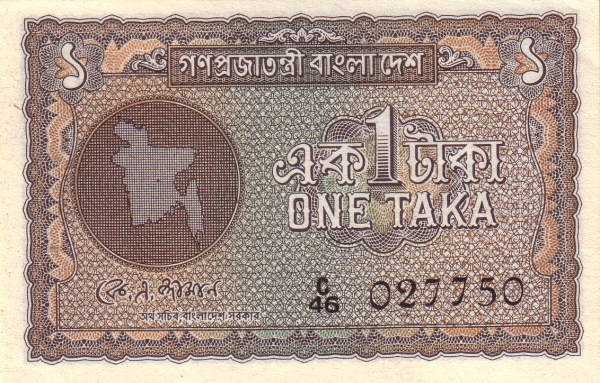 ১ গণপ্রজাতন্ত্রী বাংলা দেশ ১
এক 1 টাকা
ONE TAKA
C/46 027750
অর্থ সচিব, বাংলাদেশ সরকার